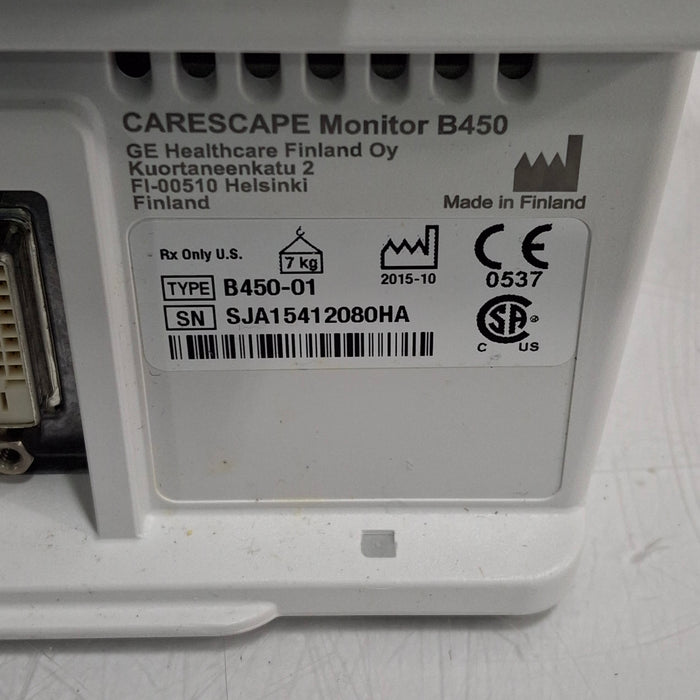 CARESCAPE Monitor B450
GE Healthcare Finland Oy
Kuortaneenkatu 2
FI-00510 Helsinki
Finland
Made in Finland
Rx Only U.S.
7 kg
2015-10
CE
0537
TYPE B450-01
SN SJA15412080HA
CSA
C US